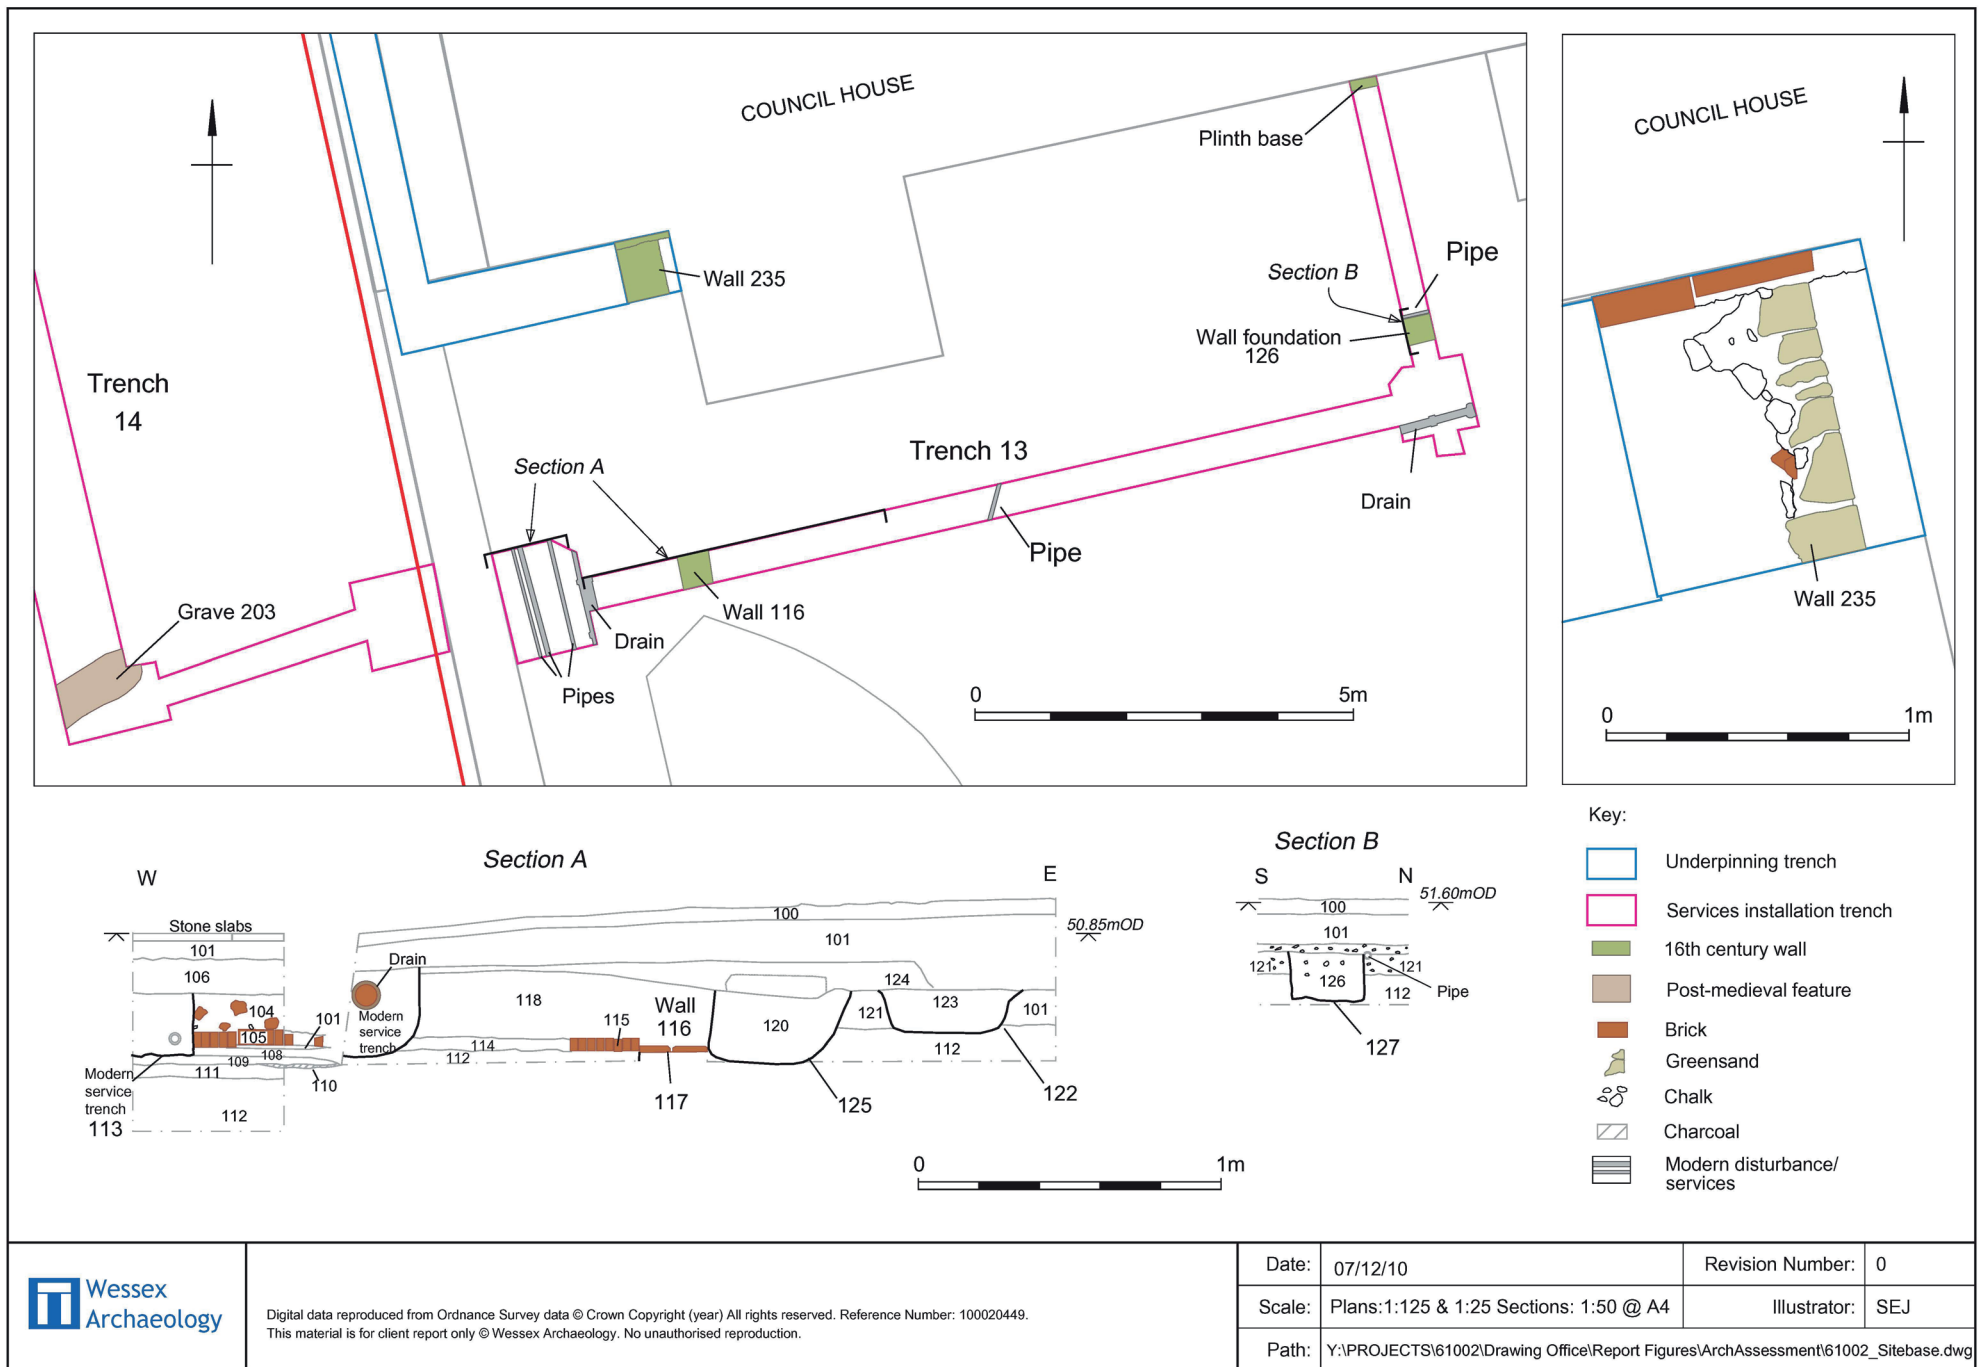 COUNCIL HOUSE
Plinth base
Pipe
Section B
Wall foundation
126
Wall 235
Trench
14
Trench 13
Section A
Drain
Pipe
Grave 203
Wall 116
Drain
Pipes
0 5m
COUNCIL HOUSE
Wall 235
0 1m
Section A
W
E
Stone slabs
101
106
104
105
101
108
109
110
111
112
Modern
service
trench
113
Drain
Modern
service
trench
100
101
50.85mOD
118
124
114
112
115
Wall
116
117
120
125
121
123
101
112
122
0 1m
Section B
S
N
51.60mOD
100
101
121
126
121
112
Pipe
127
Key:
Underpinning trench
Services installation trench
16th century wall
Post-medieval feature
Brick
Greensand
Chalk
Charcoal
Modern disturbance/
services
Wessex
Archaeology
Digital data reproduced from Ordnance Survey data © Crown Copyright (year) All rights reserved. Reference Number: 100020449.
This material is for client report only © Wessex Archaeology. No unauthorised reproduction.
Date: 07/12/10 Revision Number: 0
Scale: Plans:1:125 & 1:25 Sections: 1:50 @ A4 Illustrator: SEJ
Path: Y:\PROJECTS\61002\Drawing Office\Report Figures\ArchAssessment\61002_Sitebase.dwg